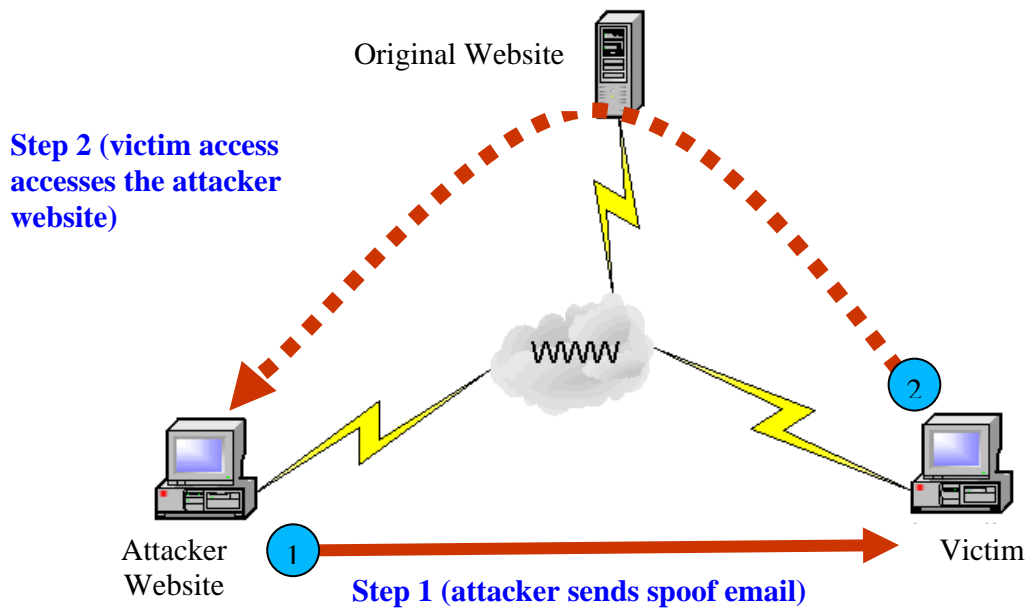 Original Website
Step 2 (victim access
accesses the attacker
website)
WWW
2
Attacker
Website
1
Victim
Step 1 (attacker sends spoof email)